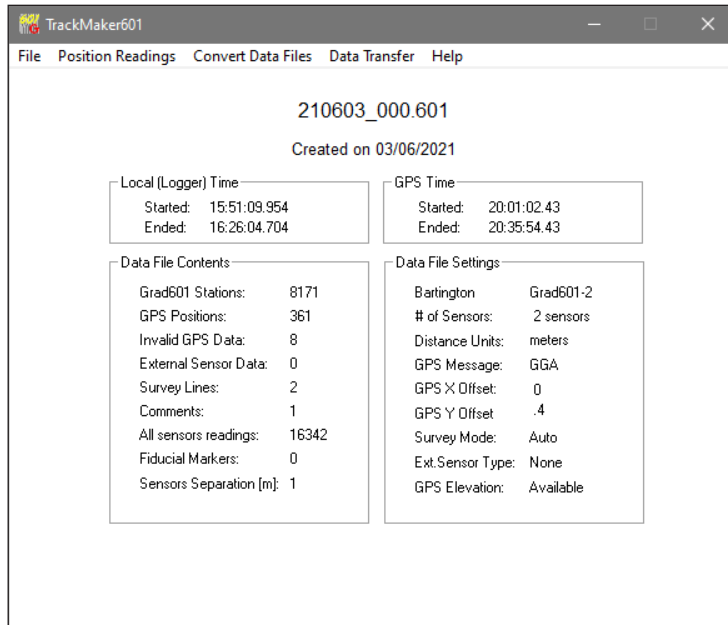 TrackMaker601
File Position Readings Convert Data Files Data Transfer Help
210603_000.601
Created on 03/06/2021
Local (Logger) Time
Started: 15:51:09.954
Ended: 16:26:04.704
GPS Time
Started: 20:01:02.43
Ended: 20:35:54.43
Data File Contents
Grad601 Stations: 8171
GPS Positions: 361
Invalid GPS Data: 8
External Sensor Data: 0
Survey Lines: 2
Comments: 1
All sensors readings: 16342
Fiducial Markers: 0
Sensors Separation [m]: 1
Data File Settings
Bartington Grad601-2
# of Sensors: 2 sensors
Distance Units: meters
GPS Message: GGA
GPS X Offset: 0
GPS Y Offset .4
Survey Mode: Auto
Ext.Sensor Type: None
GPS Elevation: Available